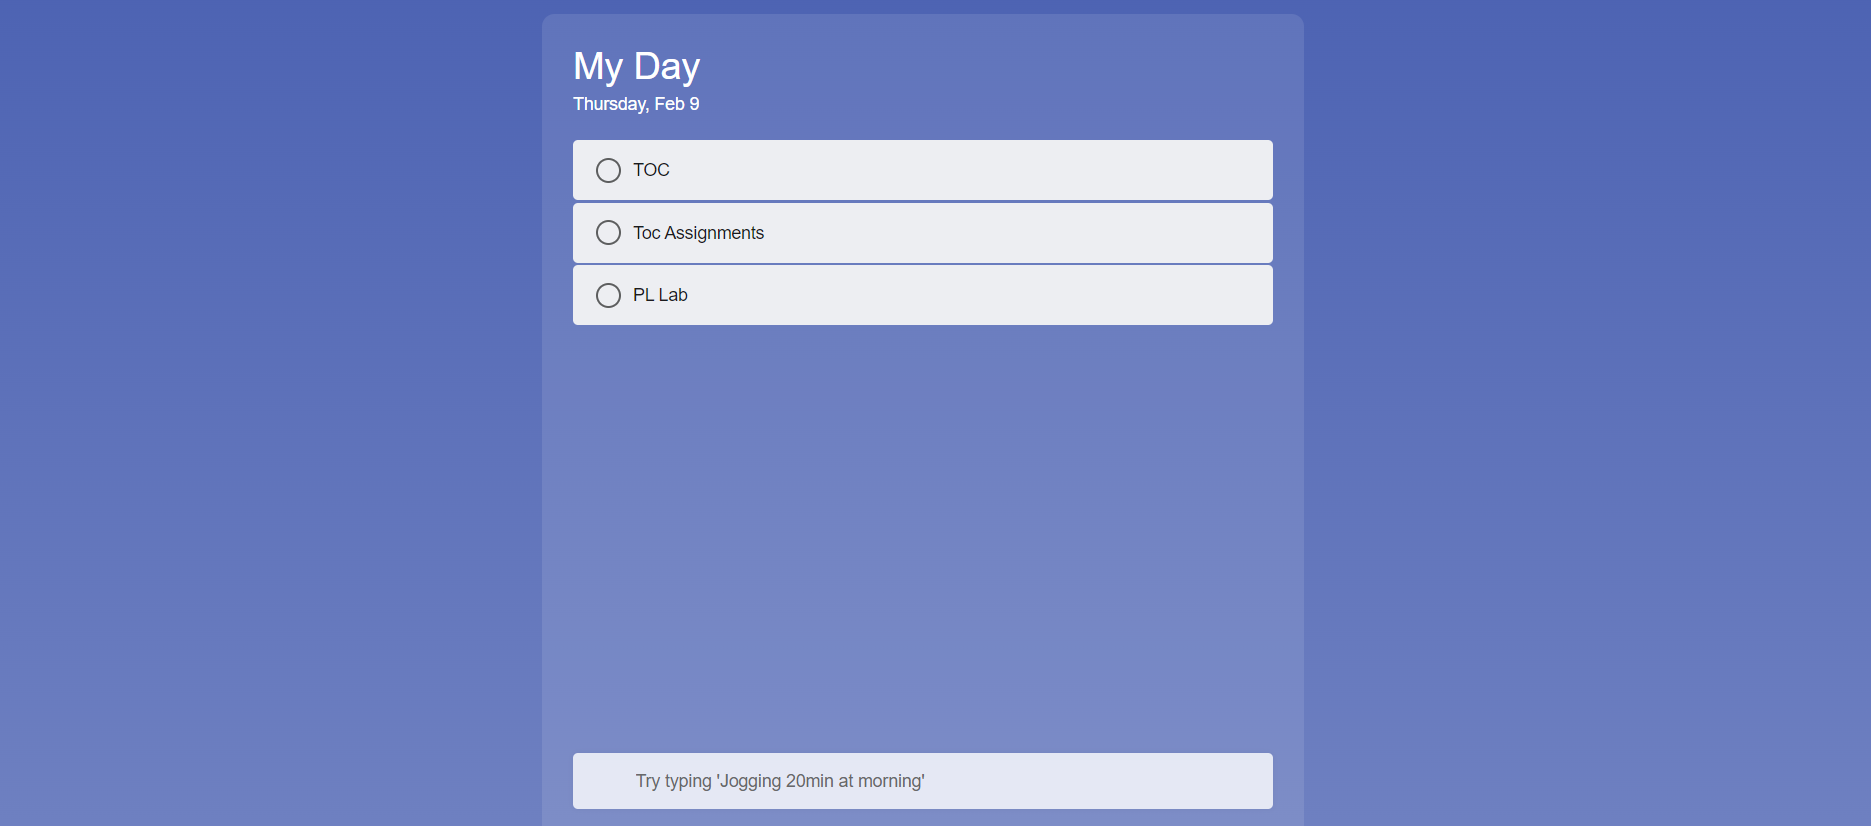 My Day
Thursday, Feb 9
TOC
Toc Assignments
PL Lab
Try typing 'Jogging 20min at morning'